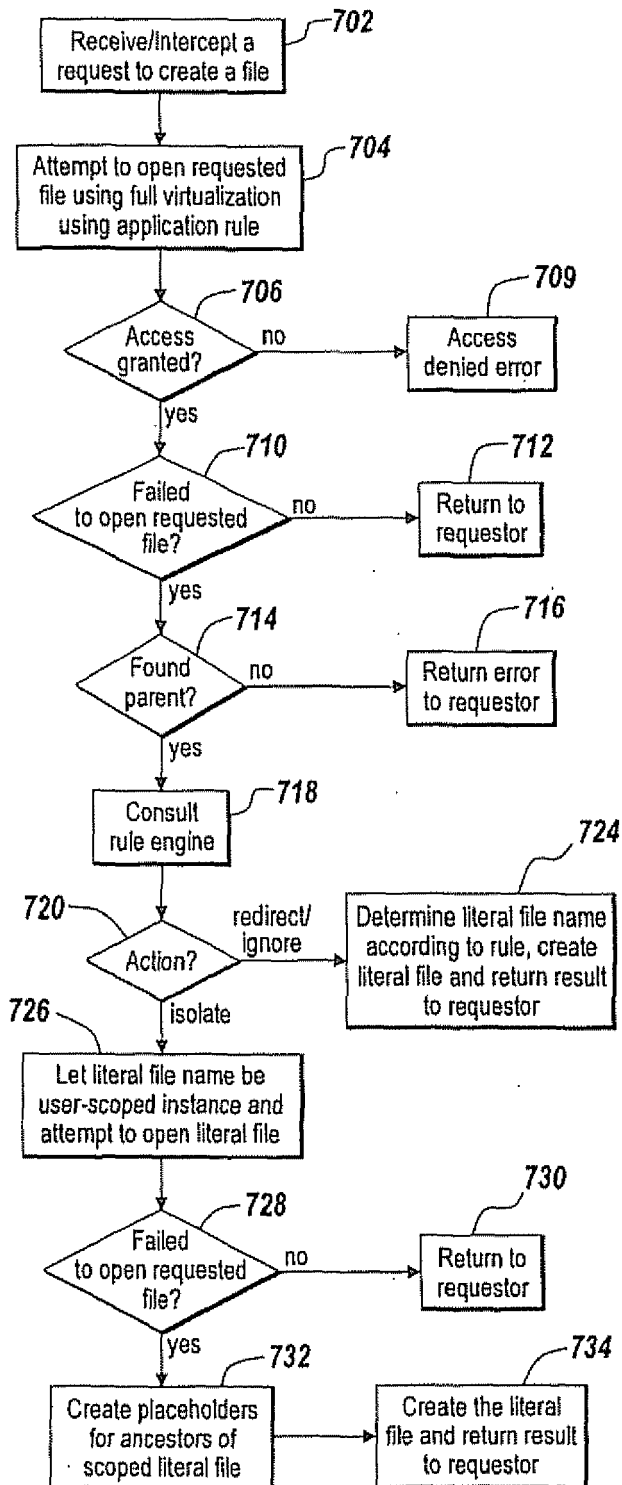 702
Receive/Intercept a
request to create a file
704
Attempt to open requested
file using full virtualization
using application rule
706
Access
granted?
no
709
Access
denied error
yes
710
Failed
to open requested
file?
no
712
Return to
requestor
yes
714
Found
parent?
no
716
Return error
to requestor
yes
718
Consult
rule engine
720
Action?
redirect/
ignore
724
Determine literal file name
according to rule, create
literal file and return result
to requestor
isolate
726
Let literal file name be
user-scoped instance and
attempt to open literal file
728
Failed
to open requested
file?
no
730
Return to
requestor
yes
732
Create placeholders
for ancestors of
scoped literal file
734
Create the literal
file and return result
to requestor